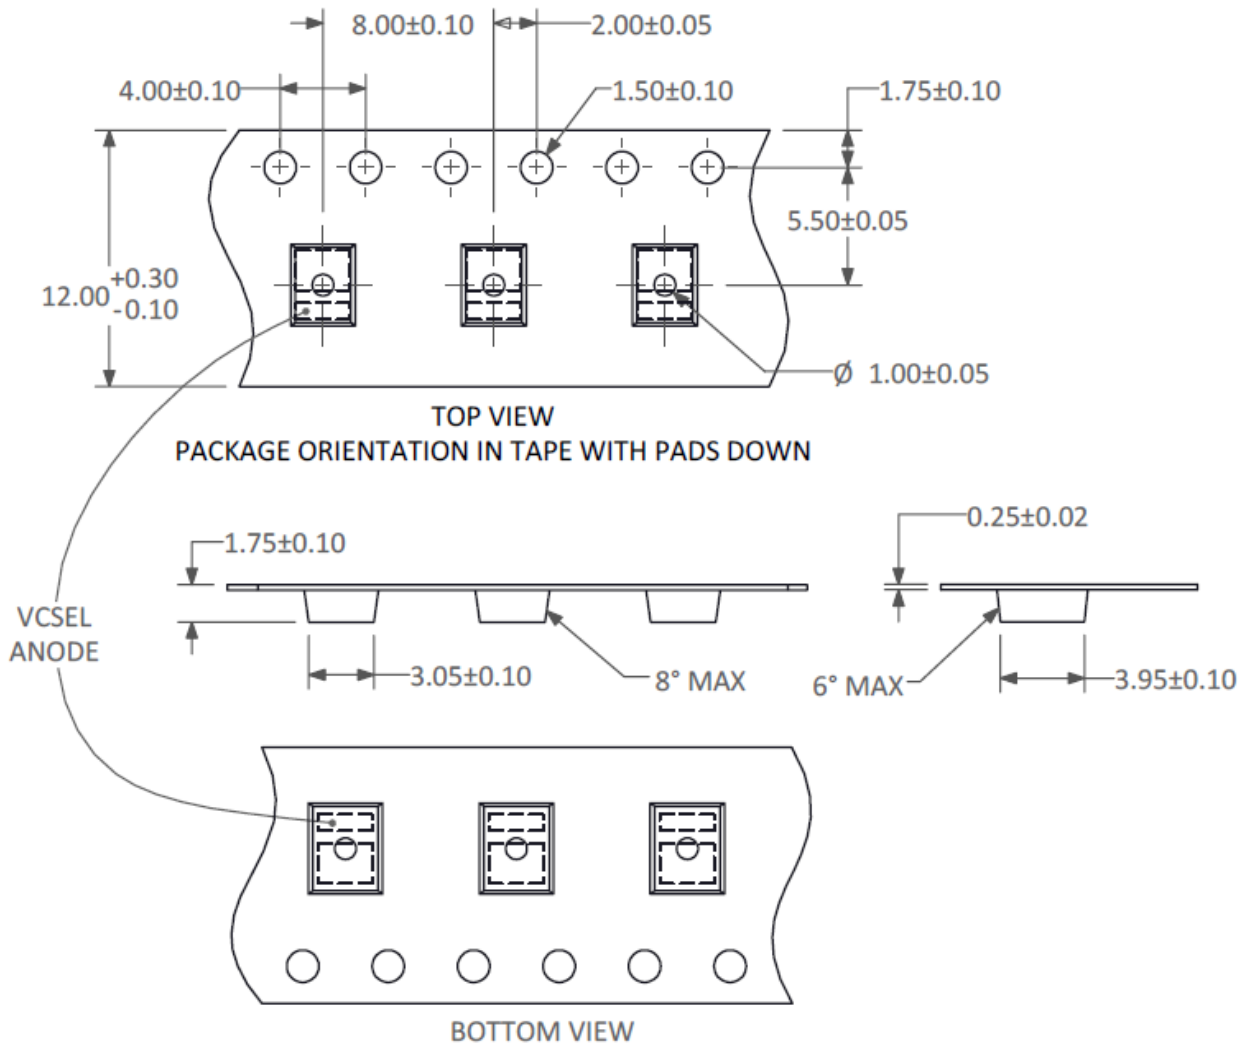 8.00±0.10
2.00±0.05
4.00±0.10
1.50±0.10
1.75±0.10
5.50±0.05
12.00 +0.30
-0.10
Ø 1.00±0.05
TOP VIEW
PACKAGE ORIENTATION IN TAPE WITH PADS DOWN
1.75±0.10
0.25±0.02
VCSEL
ANODE
3.05±0.10
8° MAX
6° MAX
3.95±0.10
BOTTOM VIEW